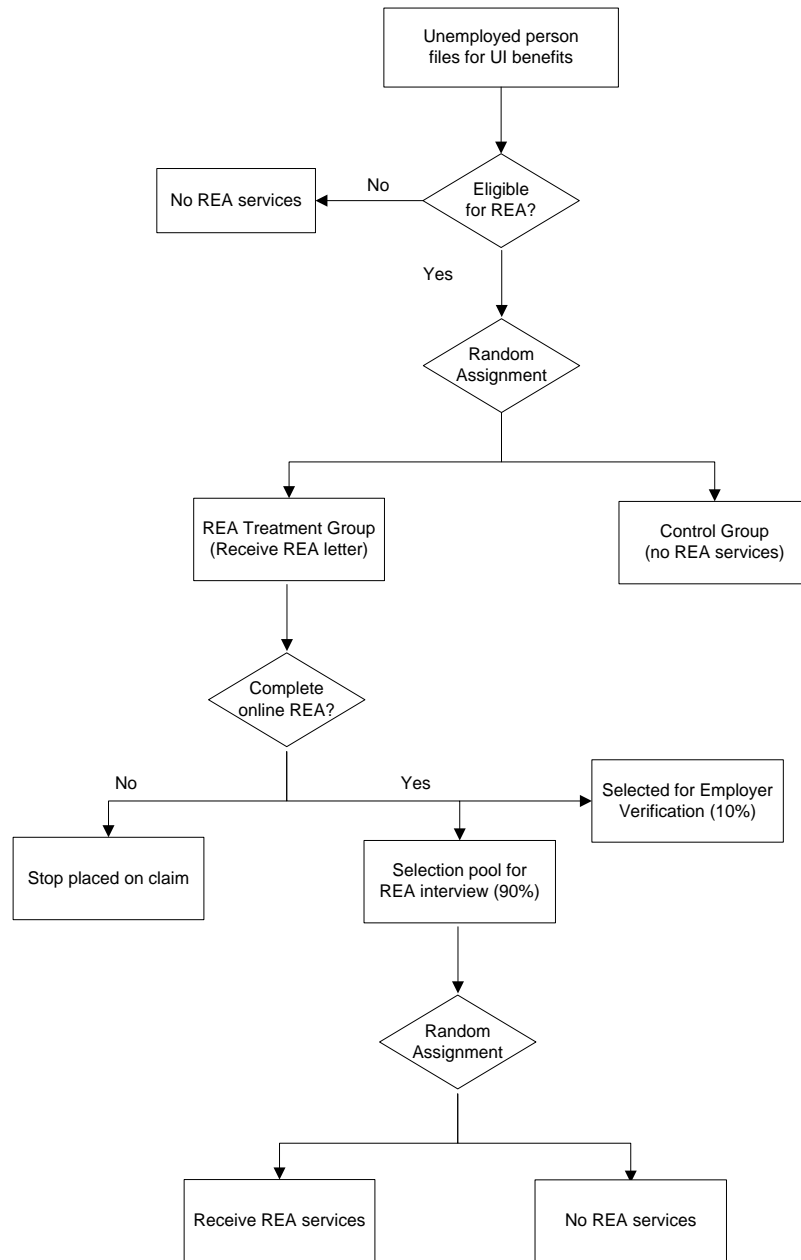 Unemployed person
files for UI benefits
No REA services
No
Eligible
for REA?
Yes
Random
Assignment
REA Treatment Group
(Receive REA letter)
Control Group
(no REA services)
Complete
online REA?
No
Yes
Selected for Employer
Verification (10%)
Stop placed on claim
Selection pool for
REA interview (90%)
Random
Assignment
Receive REA services
No REA services